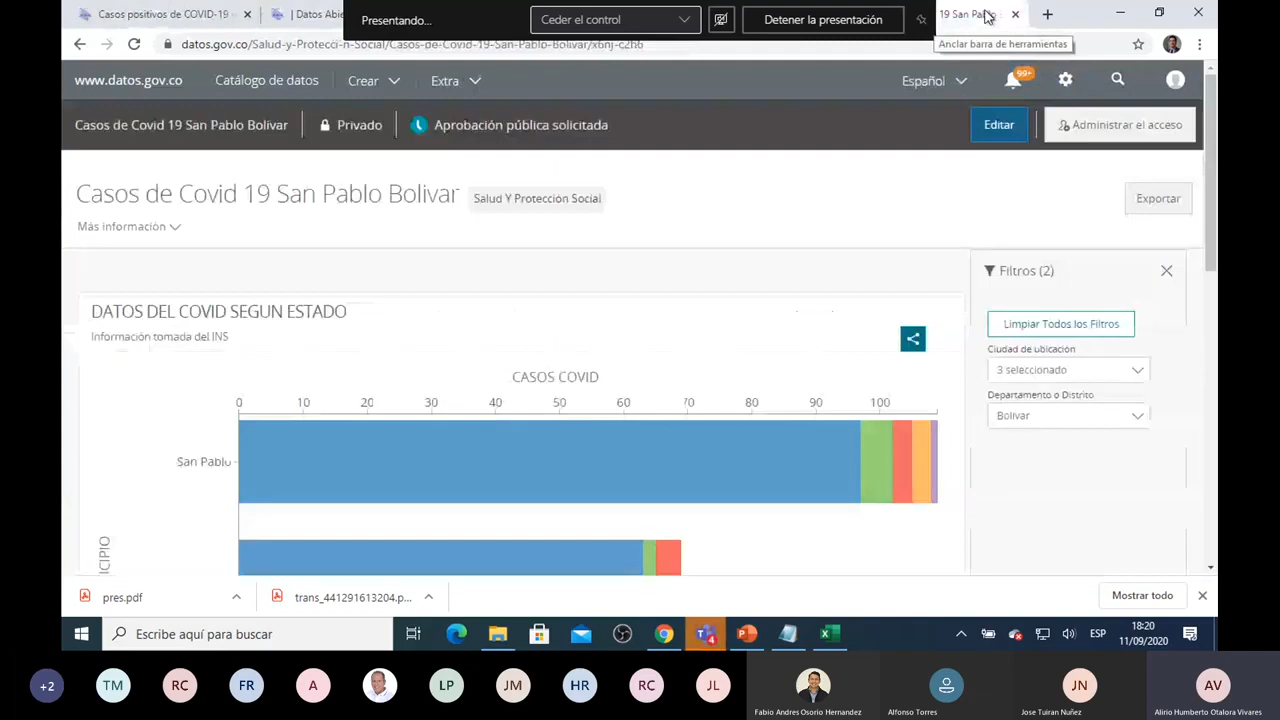 Casos positivos de COVID-19 e
| Datos Abie
Presentando...
Ceder el control
Detener la presentación
19 San Pablo
Anclar barra de herramientas
datos.gov.co/Salud-y-Protecci-n-Social/Casos-de-Covid-19-San-Pablo-Bolivar/x6nj-c2h6
www.datos.gov.co
Catálogo de datos
Crear
Extra
Español
99+
Casos de Covid 19 San Pablo Bolivar
Privado
Aprobación pública solicitada
Editar
Administrar el acceso
Casos de Covid 19 San Pablo Bolivar
Salud Y Protección Social
Exportar
Más información
Filtros (2)
DATOS DEL COVID SEGUN ESTADO
Información tomada del INS
Limpiar Todos los Filtros
Ciudad de ubicación
3 seleccionado
Departamento o Distrito
Bolivar
CASOS COVID
0 10 20 30 40 50 60 70 80 90 100
San Pablo
ICIPIO
pres.pdf
trans_441291613204.p...
Mostrar todo
Escribe aquí para buscar
4
ESP
18:20
11/09/2020
+2
TM
RC
FR
A
LP
JM
HR
RC
JL
JN
AV
Fabio Andres Osorio Hernandez
Alfonso Torres
Jose Tuiran Nuñez
Alirio Humberto Otalora Vivares